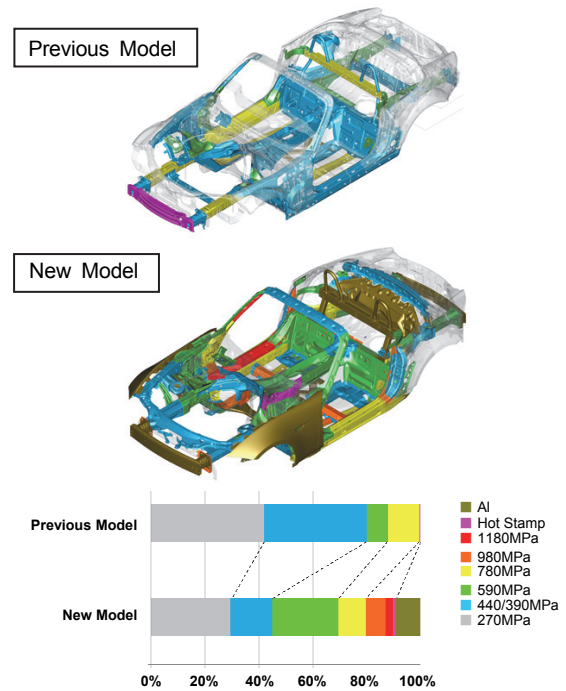 Previous Model
New Model
Previous Model
New Model
0% 20% 40% 60% 80% 100%
Al
Hot Stamp
1180MPa
980MPa
780MPa
590MPa
440/390MPa
270MPa